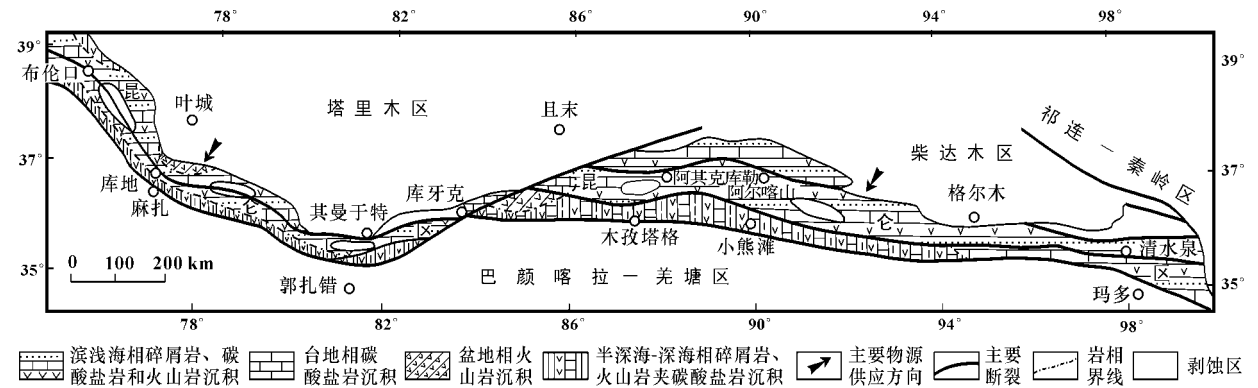 78° 82 86° 90° 94° 98°
39° 39°
布伦口
昆
叶城
塔里木区
且末
祁连—秦岭区
柴达木区
37° 37°
库地
麻扎
仑
其曼于特
库牙克
昆
阿其克库勒
阿尔喀山
格尔木
仑
木孜塔格
小熊滩
清水泉
区
区
35° 35°
0 100 200 km
郭扎错
巴颜喀拉—羌塘区
玛多
78° 82° 86° 90° 94° 98°
滨浅海相碎屑岩、碳
酸盐岩和火山岩沉积
台地相碳
酸盐岩沉积
盆地相火
山岩沉积
半深海-深海相碎屑岩、
火山岩夹碳酸盐岩沉积
主要物源
供应方向
主要
断裂
岩相
界线
剥蚀区